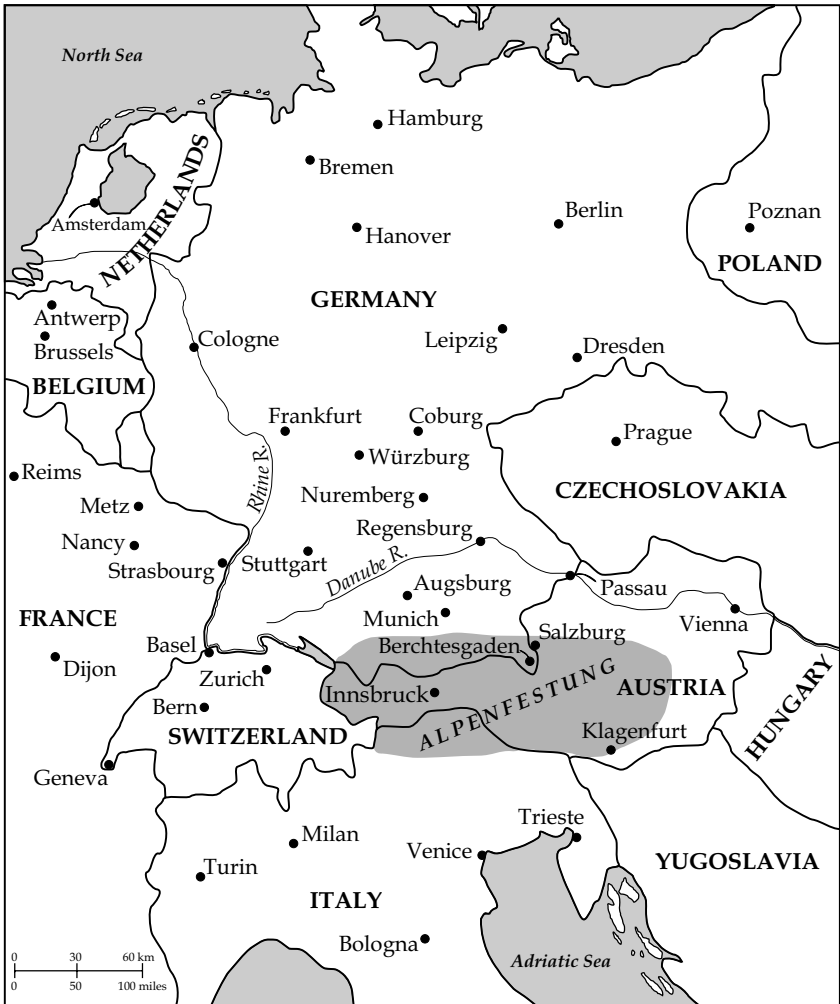 North Sea
Hamburg
Bremen
NETHERLANDS
Amsterdam
Berlin
Poznan
Hanover
POLAND
GERMANY
Antwerp
Brussels
Cologne
Leipzig
Dresden
BELGIUM
Frankfurt
Coburg
Prague
Würzburg
Rhine R.
Reims
CZECHOSLOVAKIA
Metz
Nuremberg
Regensburg
Nancy
Strasbourg
Stuttgart
Danube R.
Augsburg
Passau
Munich
Vienna
FRANCE
Basel
Salzburg
Berchtesgaden
Dijon
Zurich
Innsbruck
ALPENFESTUNG
AUSTRIA
HUNGARY
Bern
SWITZERLAND
Klagenfurt
Geneva
Trieste
Milan
Venice
YUGOSLAVIA
Turin
ITALY
Bologna
Adriatic Sea
0 30 60 km
0 50 100 miles